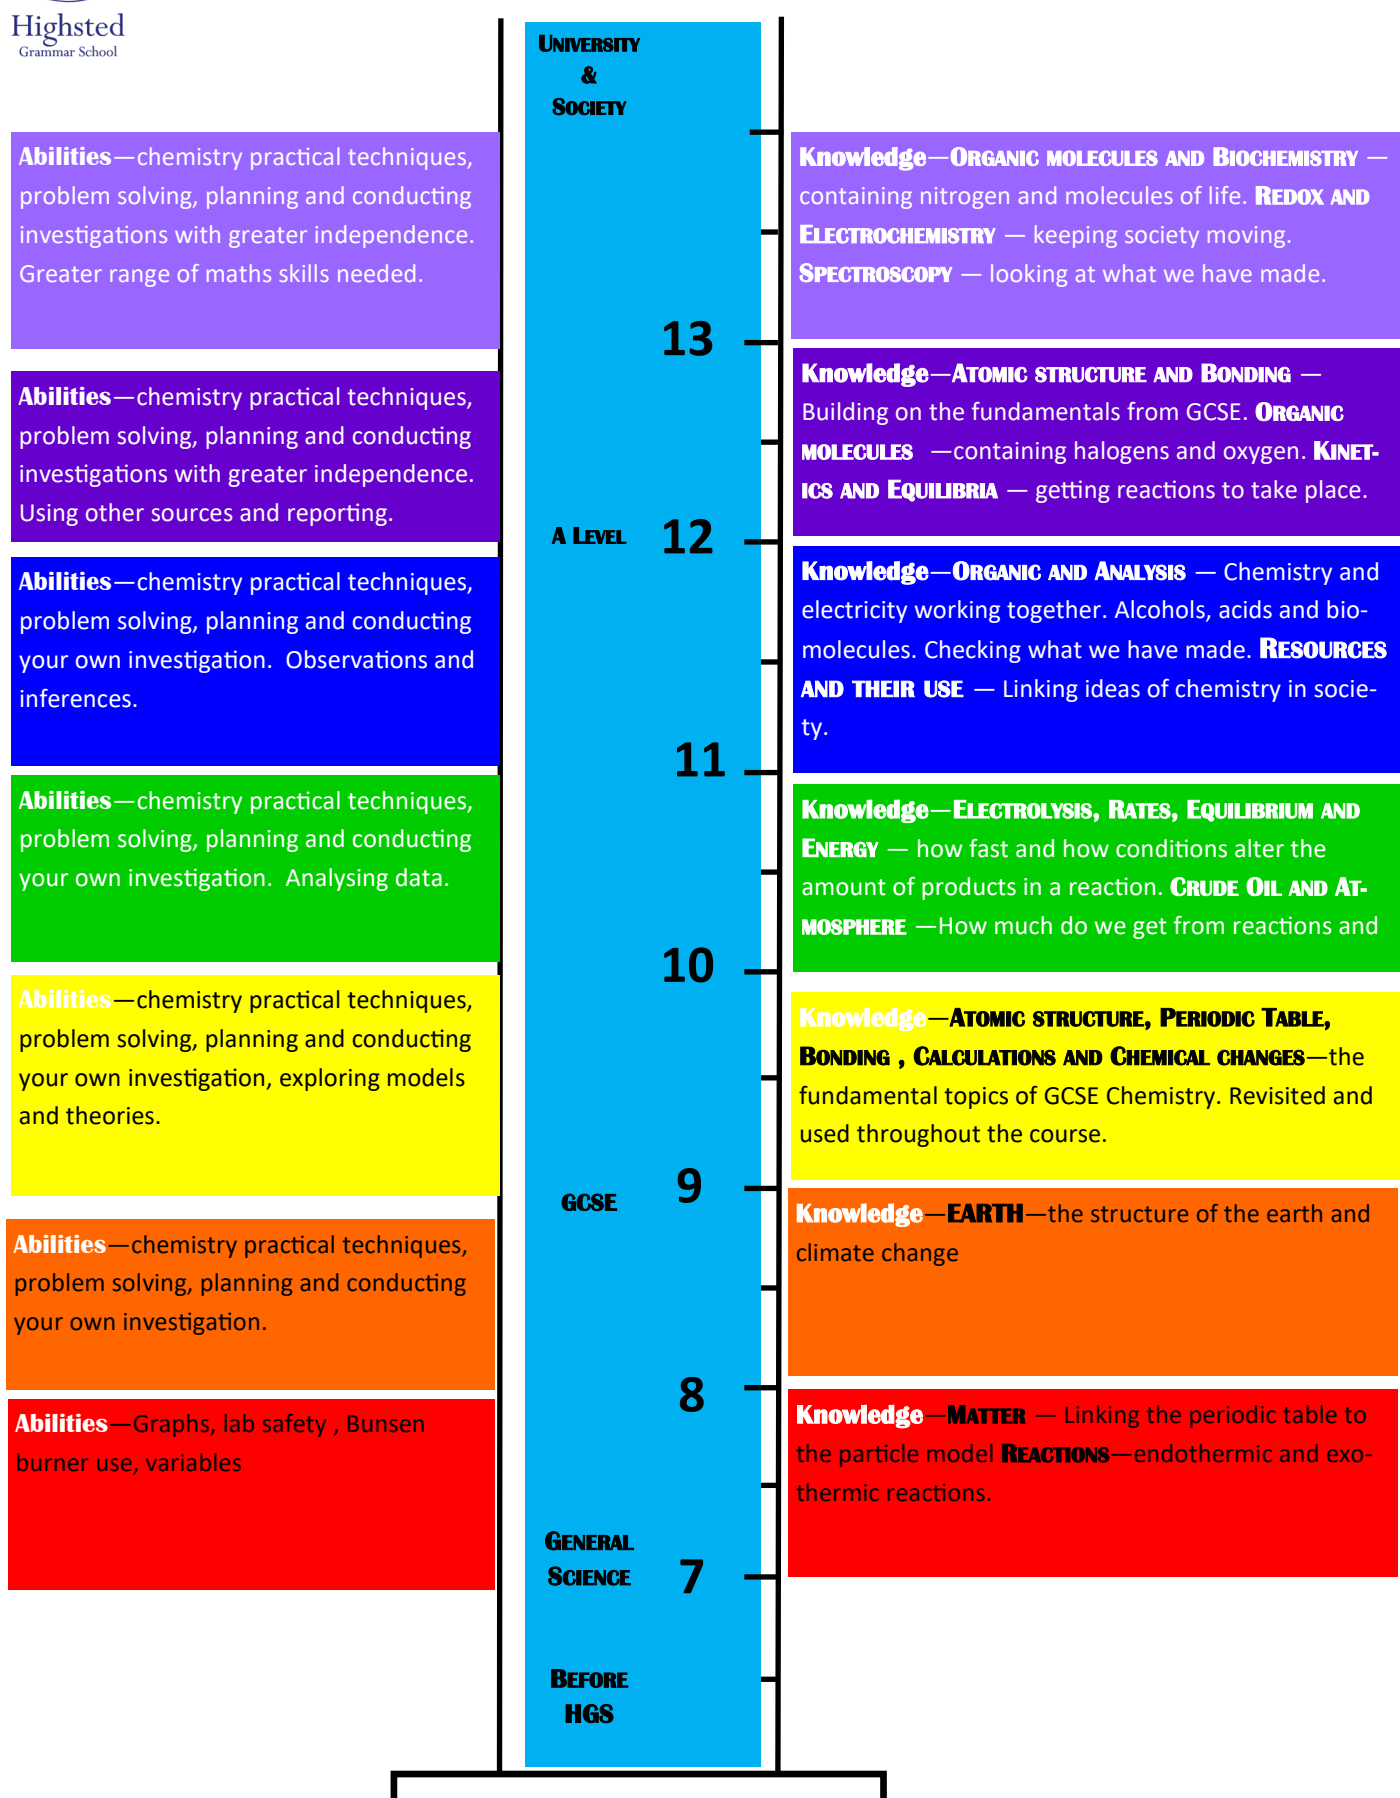 Highsted
Grammar School
UNIVERSITY
&
SOCIETY
Abilities—chemistry practical techniques,
problem solving, planning and conducting
investigations with greater independence.
Greater range of maths skills needed.
Knowledge—ORGANIC MOLECULES AND BIOCHEMISTRY —
containing nitrogen and molecules of life. REDOX AND
ELECTROCHEMISTRY — keeping society moving.
SPECTROSCOPY — looking at what we have made.
13
Abilities—chemistry practical techniques,
problem solving, planning and conducting
investigations with greater independence.
Using other sources and reporting.
Knowledge—ATOMIC STRUCTURE AND BONDING —
Building on the fundamentals from GCSE. ORGANIC
MOLECULES —containing halogens and oxygen. KINET-
ICS AND EQUILIBRIA — getting reactions to take place.
A LEVEL
12
Abilities—chemistry practical techniques,
problem solving, planning and conducting
your own investigation. Observations and
inferences.
Knowledge—ORGANIC AND ANALYSIS — Chemistry and
electricity working together. Alcohols, acids and bio-
molecules. Checking what we have made. RESOURCES
AND THEIR USE — Linking ideas of chemistry in socie-
ty.
11
Abilities—chemistry practical techniques,
problem solving, planning and conducting
your own investigation. Analysing data.
Knowledge—ELECTROLYSIS, RATES, EQUILIBRIUM AND
ENERGY — how fast and how conditions alter the
amount of products in a reaction. CRUDE OIL AND AT-
MOSPHERE —How much do we get from reactions and
10
Abilities—chemistry practical techniques,
problem solving, planning and conducting
your own investigation, exploring models
and theories.
Knowledge—ATOMIC STRUCTURE, PERIODIC TABLE,
BONDING , CALCULATIONS AND CHEMICAL CHANGES—the
fundamental topics of GCSE Chemistry. Revisited and
used throughout the course.
GCSE
9
Abilities—chemistry practical techniques,
problem solving, planning and conducting
your own investigation.
Knowledge—EARTH—the structure of the earth and
climate change
8
Abilities—Graphs, lab safety , Bunsen
burner use, variables
Knowledge—MATTER — Linking the periodic table to
the particle model REACTIONS—endothermic and exo-
thermic reactions.
GENERAL
SCIENCE
7
BEFORE
HGS